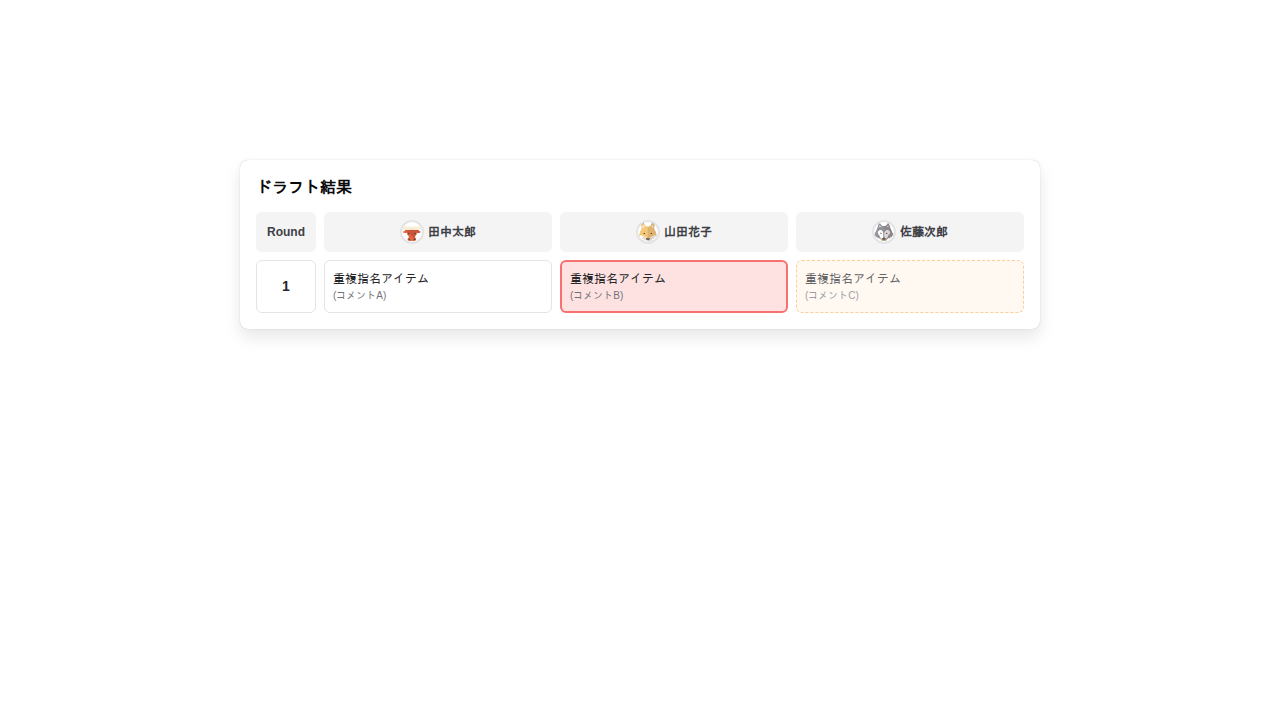 ドラフト結果
Round 田中太郎 山田花子 佐藤次郎
1
重複指名アイテム
(コメントA)
重複指名アイテム
(コメントB)
重複指名アイテム
(コメントC)